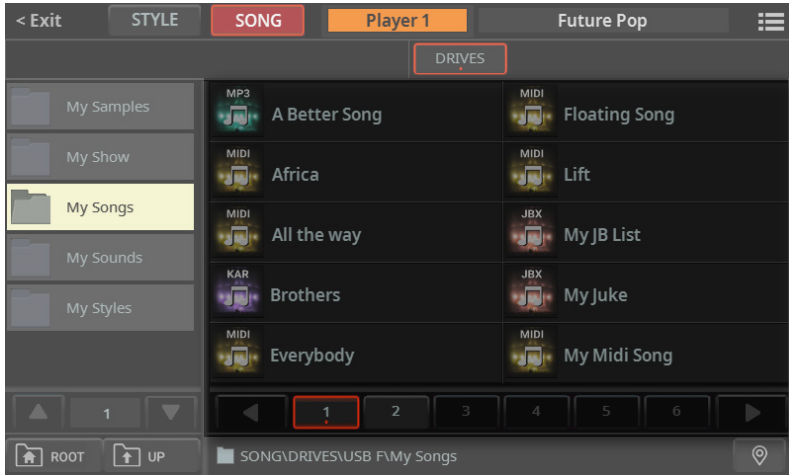 < Exit STYLE SONG Player 1 Future Pop
DRIVES
My Samples
My Show
My Songs
My Sounds
My Styles
MP3 A Better Song
MIDI Floating Song
MIDI Africa
MIDI Lift
MIDI All the way
JBX My JB List
KAR Brothers
JBX My Juke
MIDI Everybody
MIDI My Midi Song
1
1 2 3 4 5 6
ROOT UP
SONG\DRIVES\USB F\My Songs